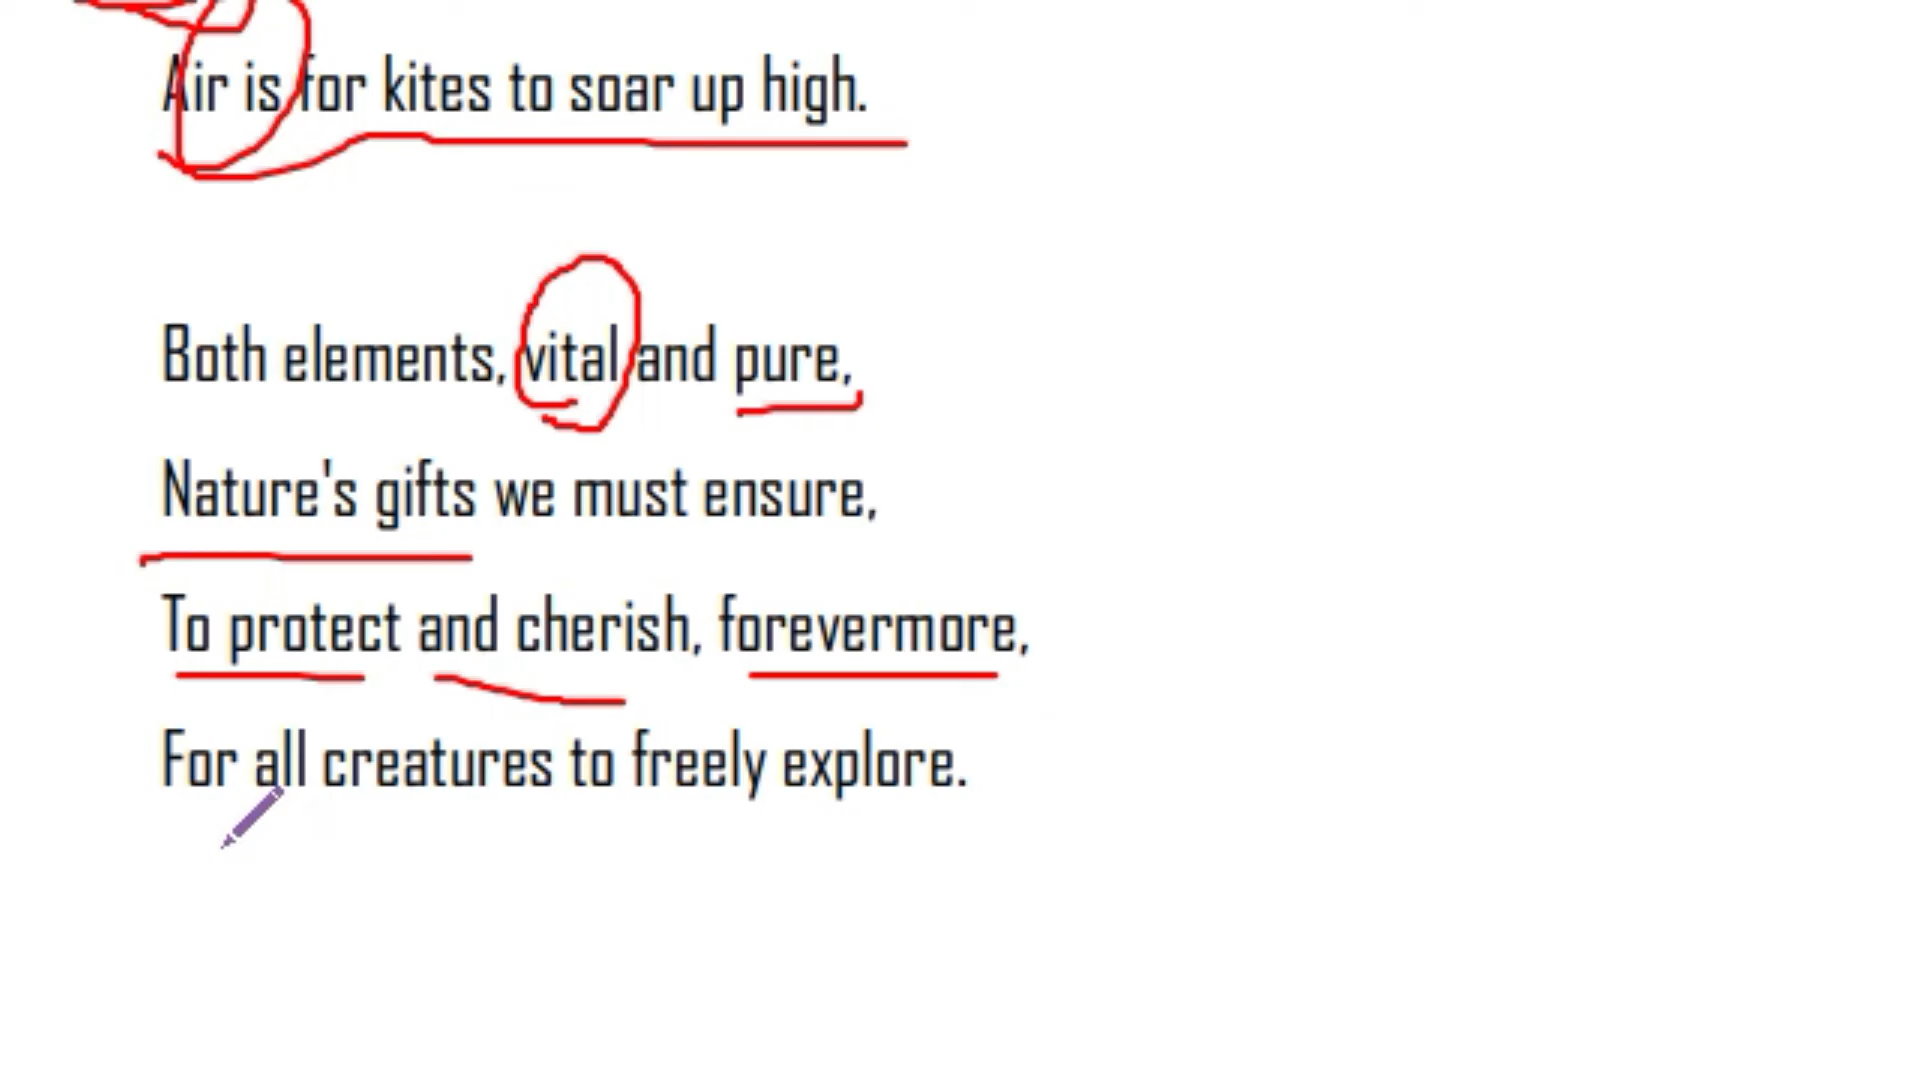 Air is for kites to soar up high.
Both elements, vital and pure,
Nature's gifts we must ensure,
To protect and cherish, forevermore,
For all creatures to freely explore.